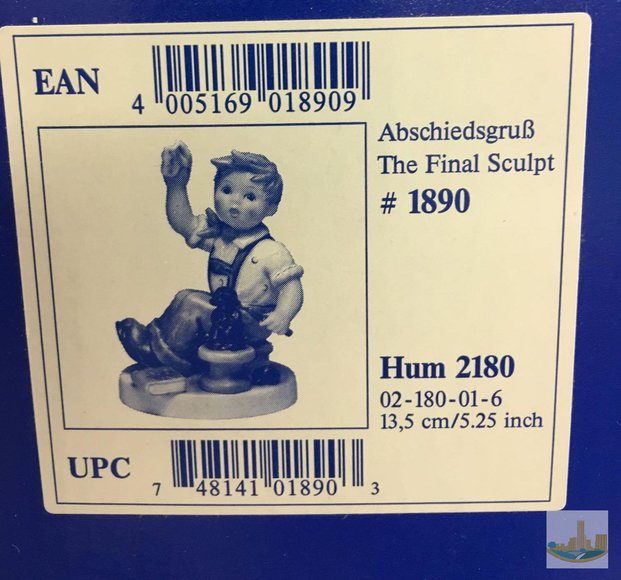 EAN
4 005169 018909
Abschiedsgruß
The Final Sculpt
# 1890
Hum 2180
02-180-01-6
13,5 cm/5.25 inch
UPC
7 48141 01890 3